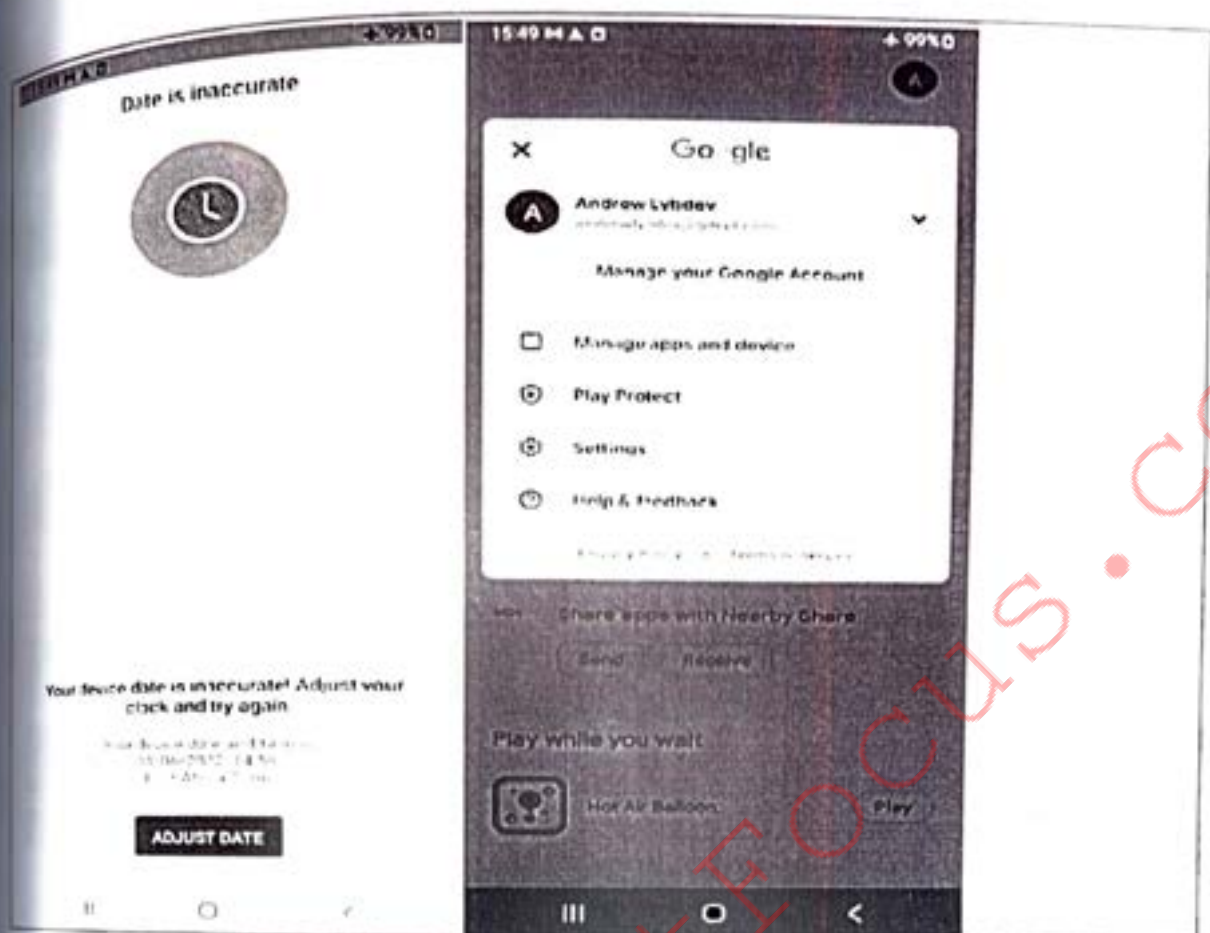 99%
Date is inaccurate
Your device date is inaccurate! Adjust your
clock and try again
ADJUST DATE
15:49
99%
A
Google
A
Andrew
Manage your Google Account
Manage apps and device
Play Protect
Settings
Help & feedback
Share apps with Nearby Share
Send Receive
Play while you wait
Hot Air Balloon
Play